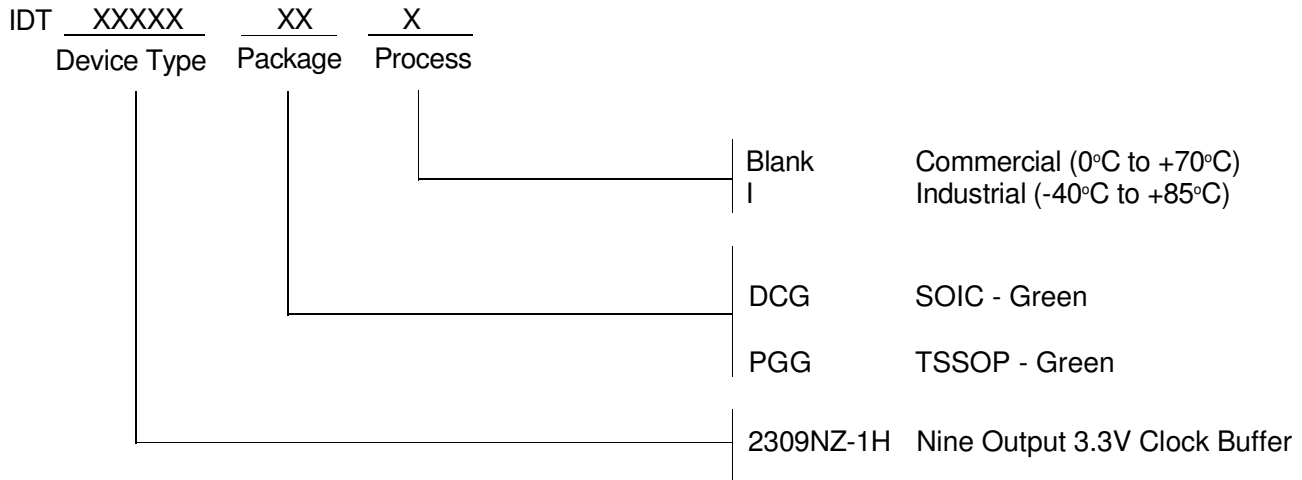 IDT XXXXX XX X
Device Type Package Process
Blank Commercial (0°C to +70°C)
I Industrial (-40°C to +85°C)
DCG SOIC - Green
PGG TSSOP - Green
2309NZ-1H Nine Output 3.3V Clock Buffer